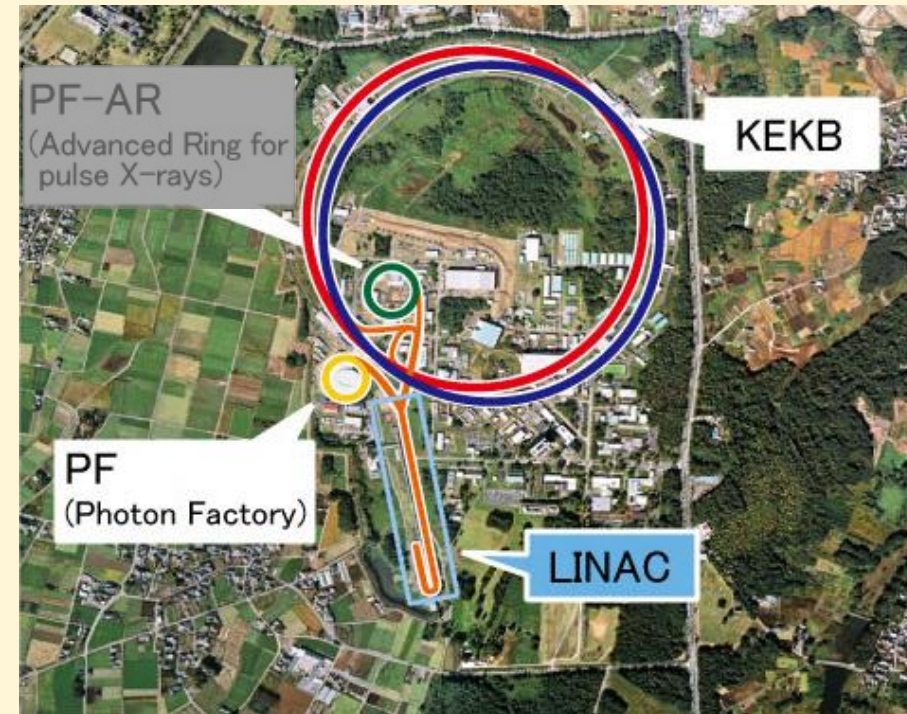 PF-AR
(Advanced Ring for
pulse X-rays)
KEKB
PF
(Photon Factory)
LINAC